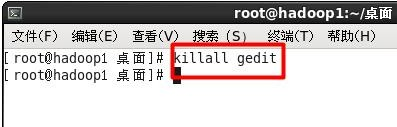 root@hadoop1:~/桌面
文件(F) 编辑(E) 查看(V) 搜索 (S) 终端(T) 帮助(H)
[root@hadoop1 桌面]# killall gedit
[root@hadoop1 桌面]#